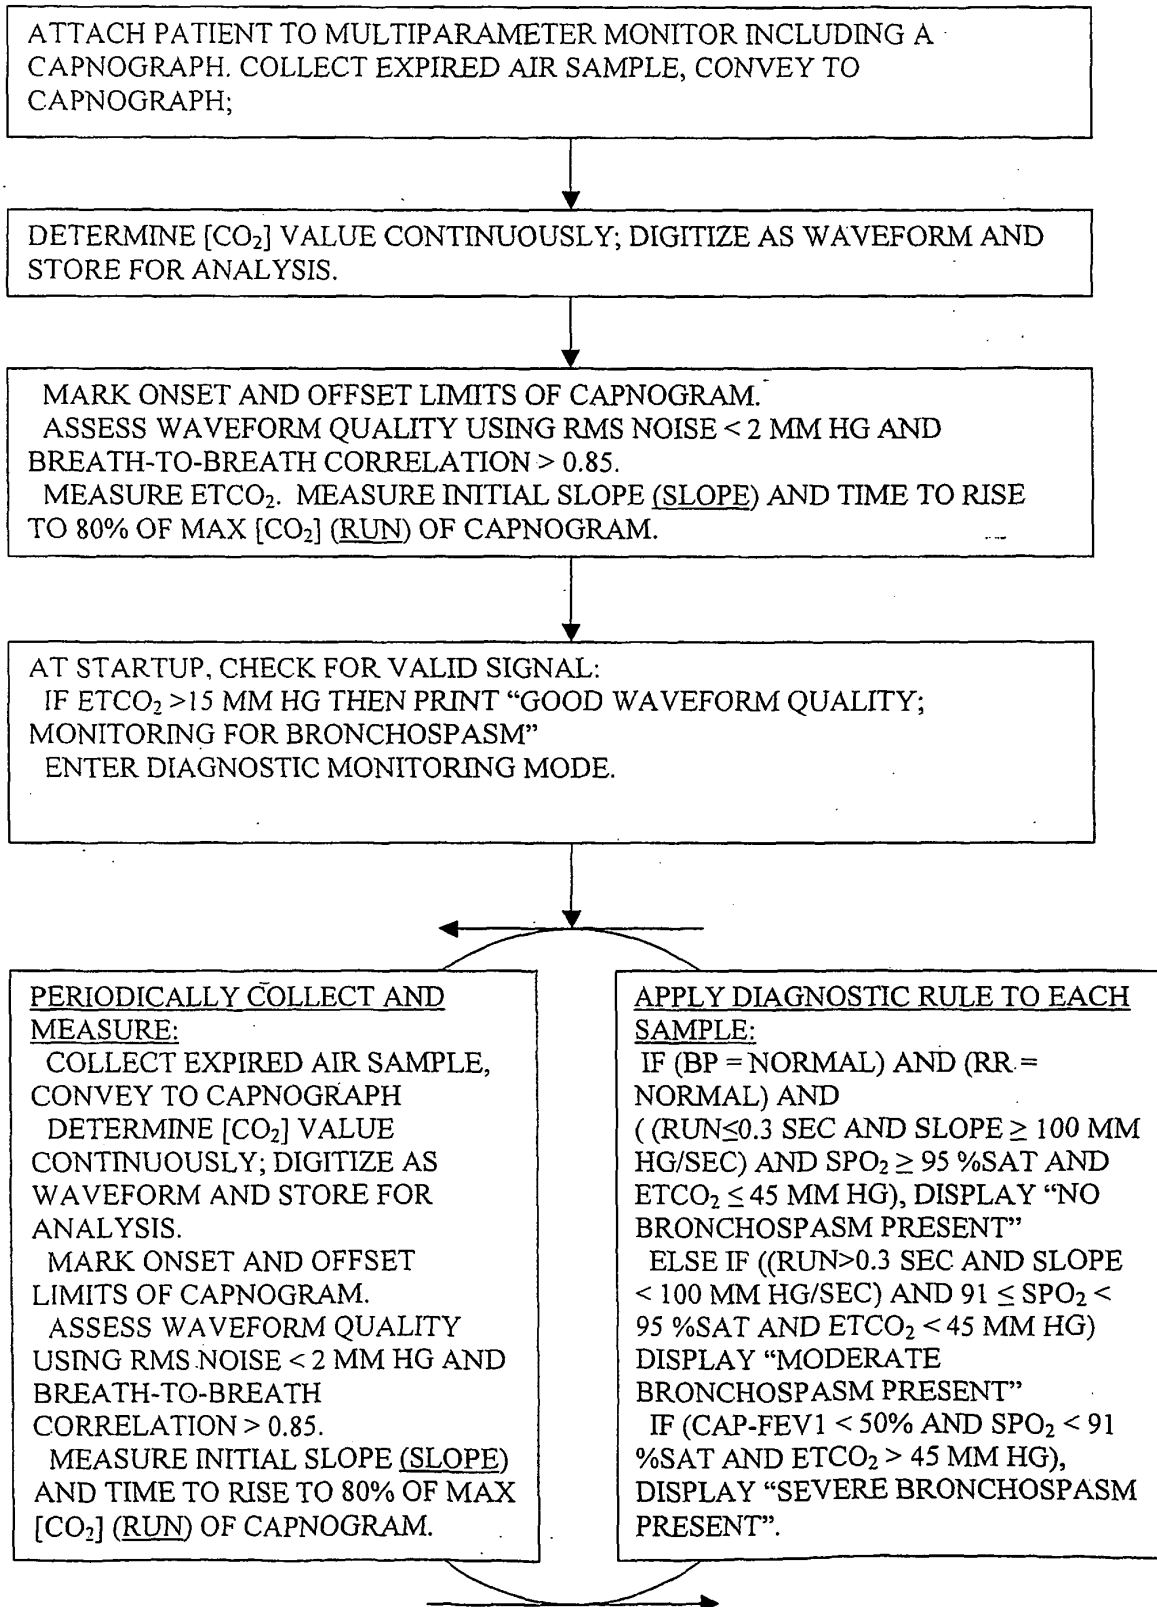 ATTACH PATIENT TO MULTIPARAMETER MONITOR INCLUDING A
CAPNOGRAPH. COLLECT EXPIRED AIR SAMPLE, CONVEY TO
CAPNOGRAPH;
DETERMINE [CO₂] VALUE CONTINUOUSLY; DIGITIZE AS WAVEFORM AND
STORE FOR ANALYSIS.
MARK ONSET AND OFFSET LIMITS OF CAPNOGRAM.
ASSESS WAVEFORM QUALITY USING RMS NOISE < 2 MM HG AND
BREATH-TO-BREATH CORRELATION > 0.85.
MEASURE ETCO₂. MEASURE INITIAL SLOPE (SLOPE) AND TIME TO RISE
TO 80% OF MAX [CO₂] (RUN) OF CAPNOGRAM.
AT STARTUP, CHECK FOR VALID SIGNAL:
IF ETCO₂ >15 MM HG THEN PRINT “GOOD WAVEFORM QUALITY;
MONITORING FOR BRONCHOSPASM”
ENTER DIAGNOSTIC MONITORING MODE.
PERIODICALLY COLLECT AND
MEASURE:
COLLECT EXPIRED AIR SAMPLE,
CONVEY TO CAPNOGRAPH
DETERMINE [CO₂] VALUE
CONTINUOUSLY; DIGITIZE AS
WAVEFORM AND STORE FOR
ANALYSIS.
MARK ONSET AND OFFSET
LIMITS OF CAPNOGRAM.
ASSESS WAVEFORM QUALITY
USING RMS NOISE < 2 MM HG AND
BREATH-TO-BREATH
CORRELATION > 0.85.
MEASURE INITIAL SLOPE (SLOPE)
AND TIME TO RISE TO 80% OF MAX
[CO₂] (RUN) OF CAPNOGRAM.
APPLY DIAGNOSTIC RULE TO EACH
SAMPLE:
IF (BP = NORMAL) AND (RR =
NORMAL) AND
( (RUN≤0.3 SEC AND SLOPE ≥ 100 MM
HG/SEC) AND SPO₂ ≥ 95 %SAT AND
ETCO₂ ≤ 45 MM HG), DISPLAY “NO
BRONCHOSPASM PRESENT”
ELSE IF ((RUN>0.3 SEC AND SLOPE
< 100 MM HG/SEC) AND 91 ≤ SPO₂ <
95 %SAT AND ETCO₂ < 45 MM HG)
DISPLAY “MODERATE
BRONCHOSPASM PRESENT”
IF (CAP-FEV1 < 50% AND SPO₂ < 91
%SAT AND ETCO₂ > 45 MM HG),
DISPLAY “SEVERE BRONCHOSPASM
PRESENT”.